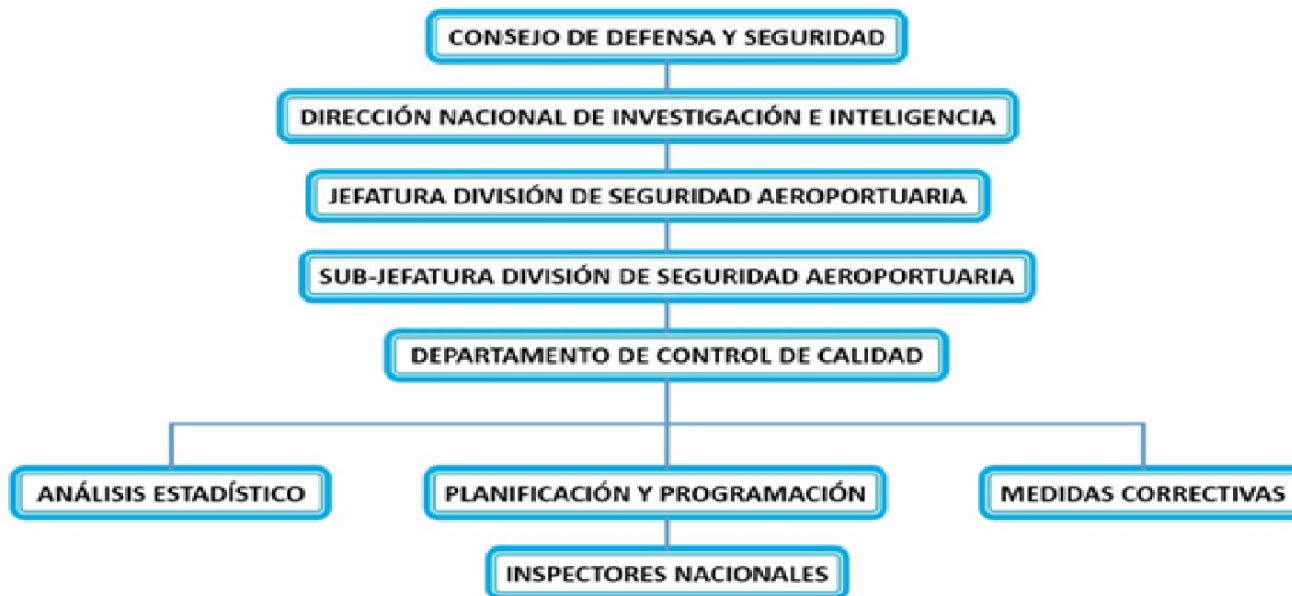 CONSEJO DE DEFENSA Y SEGURIDAD
DIRECCIÓN NACIONAL DE INVESTIGACIÓN E INTELIGENCIA
JEFATURA DIVISIÓN DE SEGURIDAD AEROPORTUARIA
SUB-JEFATURA DIVISIÓN DE SEGURIDAD AEROPORTUARIA
DEPARTAMENTO DE CONTROL DE CALIDAD
ANÁLISIS ESTADÍSTICO
PLANIFICACIÓN Y PROGRAMACIÓN
MEDIDAS CORRECTIVAS
INSPECTORES NACIONALES